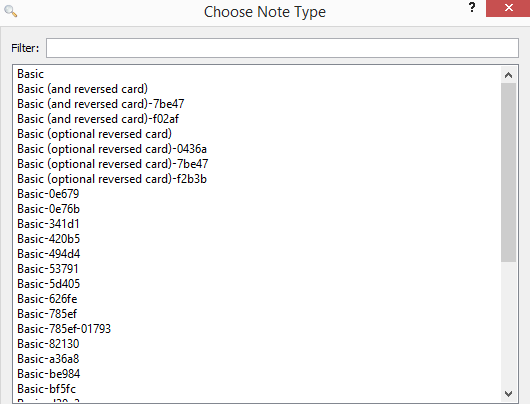 Choose Note Type
?
Filter:
Basic
Basic (and reversed card)
Basic (and reversed card)-7be47
Basic (and reversed card)-f02af
Basic (optional reversed card)
Basic (optional reversed card)-0436a
Basic (optional reversed card)-7be47
Basic (optional reversed card)-f2b3b
Basic-0e679
Basic-0e76b
Basic-341d1
Basic-420b5
Basic-494d4
Basic-53791
Basic-5d405
Basic-626fe
Basic-785ef
Basic-785ef-01793
Basic-82130
Basic-a36a8
Basic-be984
Basic-bf5fc